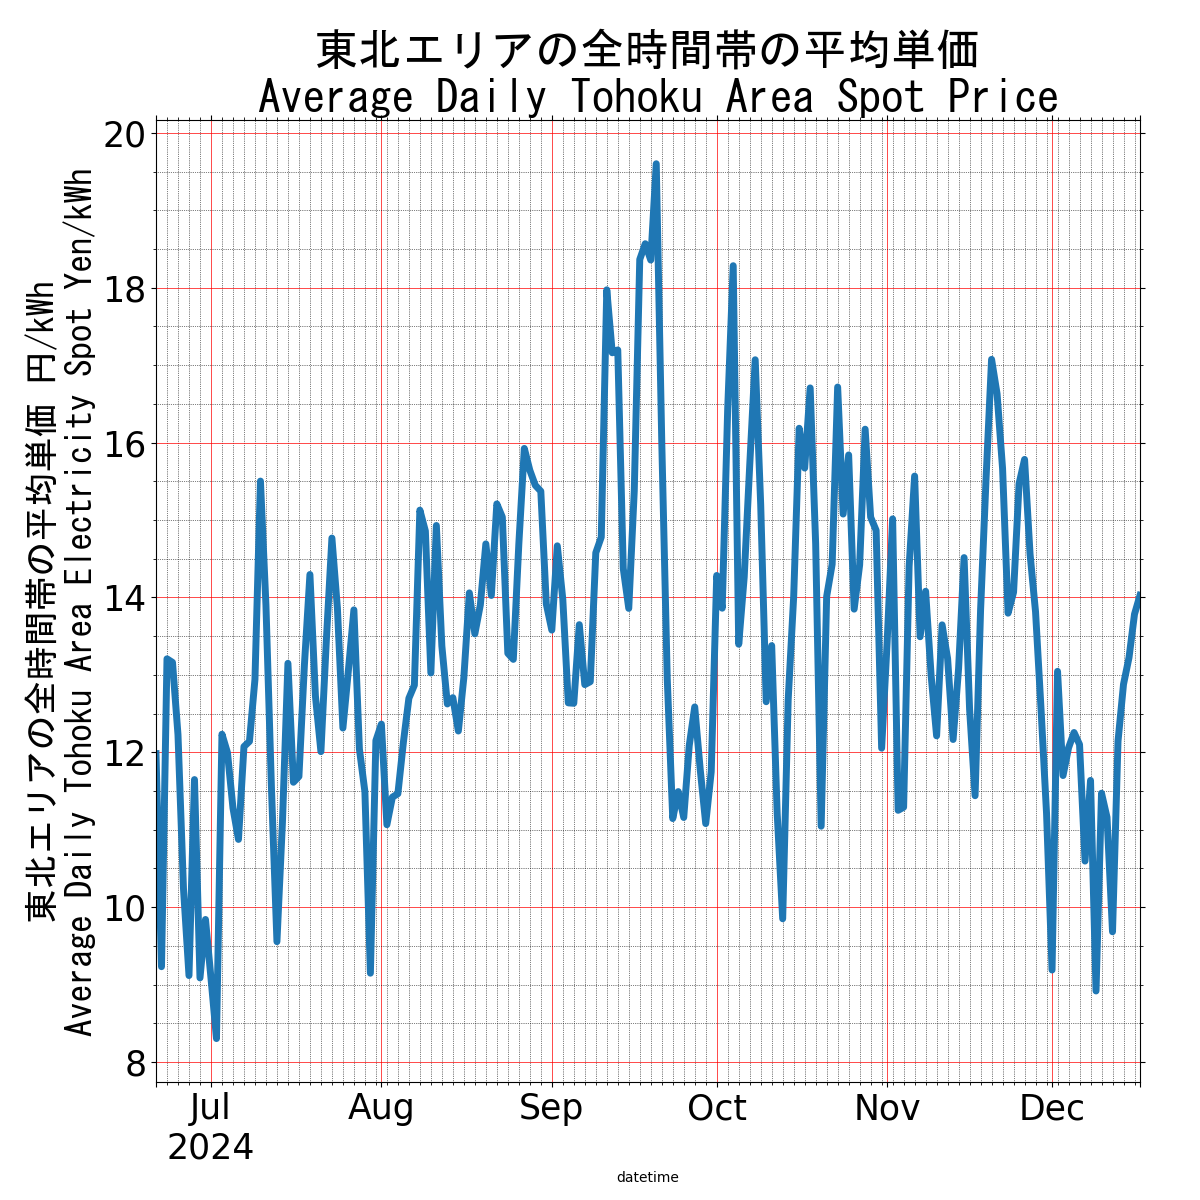 東北エリアの全時間帯の平均単価
Average Daily Tohoku Area Spot Price
東北エリアの全時間帯の平均単価 円/kWh
Average Daily Tohoku Area Electricity Spot Yen/kWh
20
18
16
14
12
10
8
Jul
2024
Aug
Sep
Oct
Nov
Dec
datetime